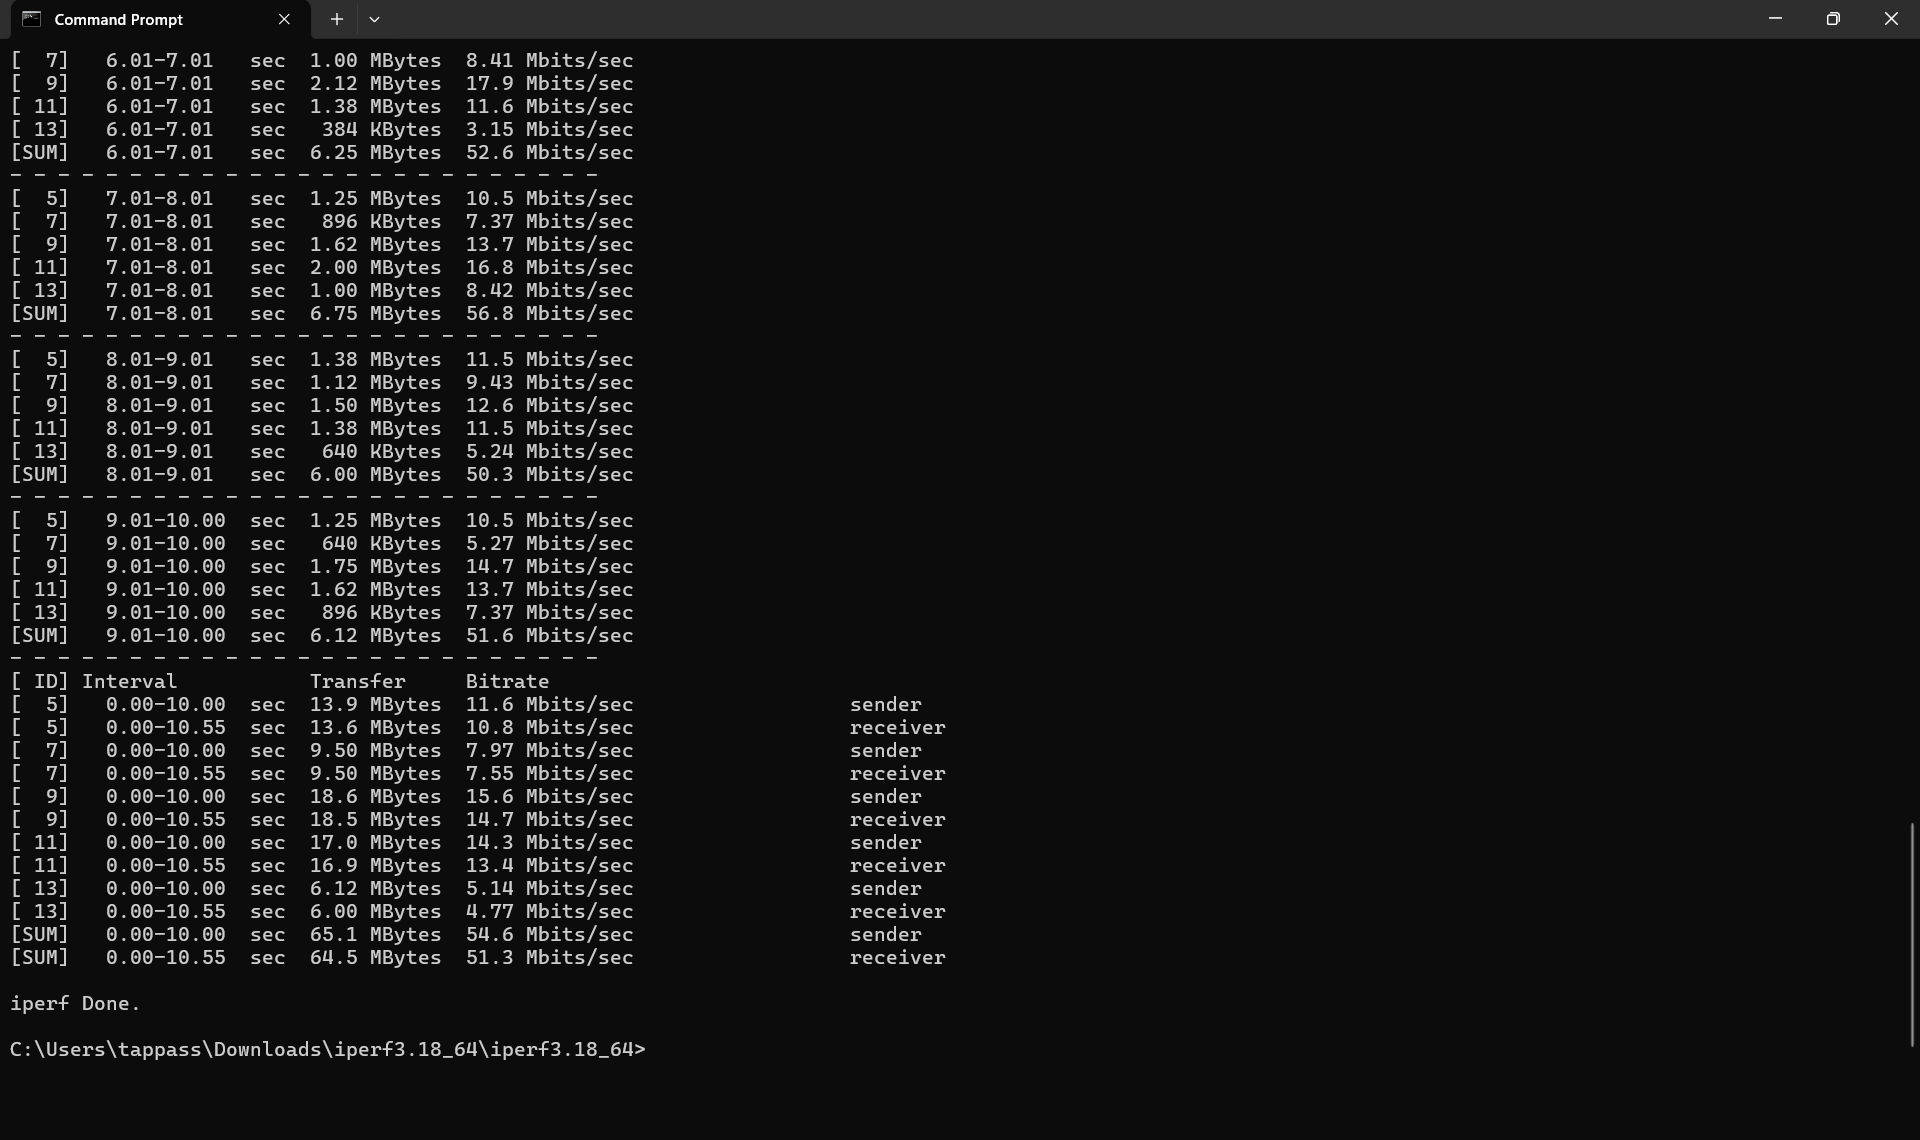 Command Prompt
[  7]   6.01-7.01   sec  1.00 MBytes  8.41 Mbits/sec
[  9]   6.01-7.01   sec  2.12 MBytes  17.9 Mbits/sec
[ 11]   6.01-7.01   sec  1.38 MBytes  11.6 Mbits/sec
[ 13]   6.01-7.01   sec   384 KBytes  3.15 Mbits/sec
[SUM]   6.01-7.01   sec  6.25 MBytes  52.6 Mbits/sec
- - - - - - - - - - - - - - - - - - - - - - - - -
[  5]   7.01-8.01   sec  1.25 MBytes  10.5 Mbits/sec
[  7]   7.01-8.01   sec   896 KBytes  7.37 Mbits/sec
[  9]   7.01-8.01   sec  1.62 MBytes  13.7 Mbits/sec
[ 11]   7.01-8.01   sec  2.00 MBytes  16.8 Mbits/sec
[ 13]   7.01-8.01   sec  1.00 MBytes  8.42 Mbits/sec
[SUM]   7.01-8.01   sec  6.75 MBytes  56.8 Mbits/sec
- - - - - - - - - - - - - - - - - - - - - - - - -
[  5]   8.01-9.01   sec  1.38 MBytes  11.5 Mbits/sec
[  7]   8.01-9.01   sec  1.12 MBytes  9.43 Mbits/sec
[  9]   8.01-9.01   sec  1.50 MBytes  12.6 Mbits/sec
[ 11]   8.01-9.01   sec  1.38 MBytes  11.5 Mbits/sec
[ 13]   8.01-9.01   sec   640 KBytes  5.24 Mbits/sec
[SUM]   8.01-9.01   sec  6.00 MBytes  50.3 Mbits/sec
- - - - - - - - - - - - - - - - - - - - - - - - -
[  5]   9.01-10.00  sec  1.25 MBytes  10.5 Mbits/sec
[  7]   9.01-10.00  sec   640 KBytes  5.27 Mbits/sec
[  9]   9.01-10.00  sec  1.75 MBytes  14.7 Mbits/sec
[ 11]   9.01-10.00  sec  1.62 MBytes  13.7 Mbits/sec
[ 13]   9.01-10.00  sec   896 KBytes  7.37 Mbits/sec
[SUM]   9.01-10.00  sec  6.12 MBytes  51.6 Mbits/sec
- - - - - - - - - - - - - - - - - - - - - - - - -
[ ID] Interval           Transfer     Bitrate
[  5]   0.00-10.00  sec  13.9 MBytes  11.6 Mbits/sec                  sender
[  5]   0.00-10.55  sec  13.6 MBytes  10.8 Mbits/sec                  receiver
[  7]   0.00-10.00  sec  9.50 MBytes  7.97 Mbits/sec                  sender
[  7]   0.00-10.55  sec  9.50 MBytes  7.55 Mbits/sec                  receiver
[  9]   0.00-10.00  sec  18.6 MBytes  15.6 Mbits/sec                  sender
[  9]   0.00-10.55  sec  18.5 MBytes  14.7 Mbits/sec                  receiver
[ 11]   0.00-10.00  sec  17.0 MBytes  14.3 Mbits/sec                  sender
[ 11]   0.00-10.55  sec  16.9 MBytes  13.4 Mbits/sec                  receiver
[ 13]   0.00-10.00  sec  6.12 MBytes  5.14 Mbits/sec                  sender
[ 13]   0.00-10.55  sec  6.00 MBytes  4.77 Mbits/sec                  receiver
[SUM]   0.00-10.00  sec  65.1 MBytes  54.6 Mbits/sec                  sender
[SUM]   0.00-10.55  sec  64.5 MBytes  51.3 Mbits/sec                  receiver
iperf Done.
C:\Users\tappass\Downloads\iperf3.18_64\iperf3.18_64>